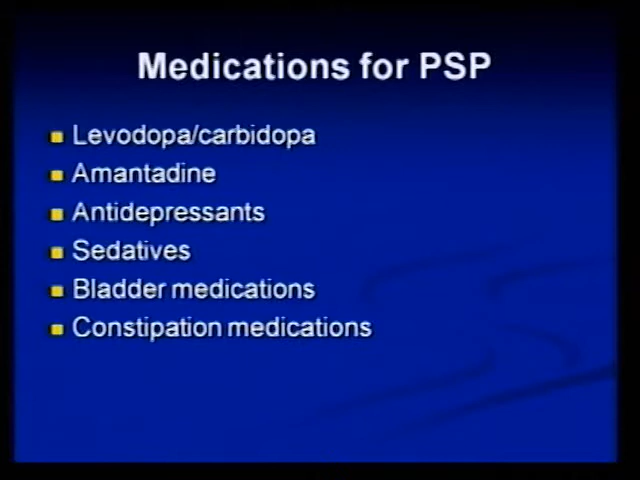 Medications for PSP
Levodopa/carbidopa
Amantadine
Antidepressants
Sedatives
Bladder medications
Constipation medications